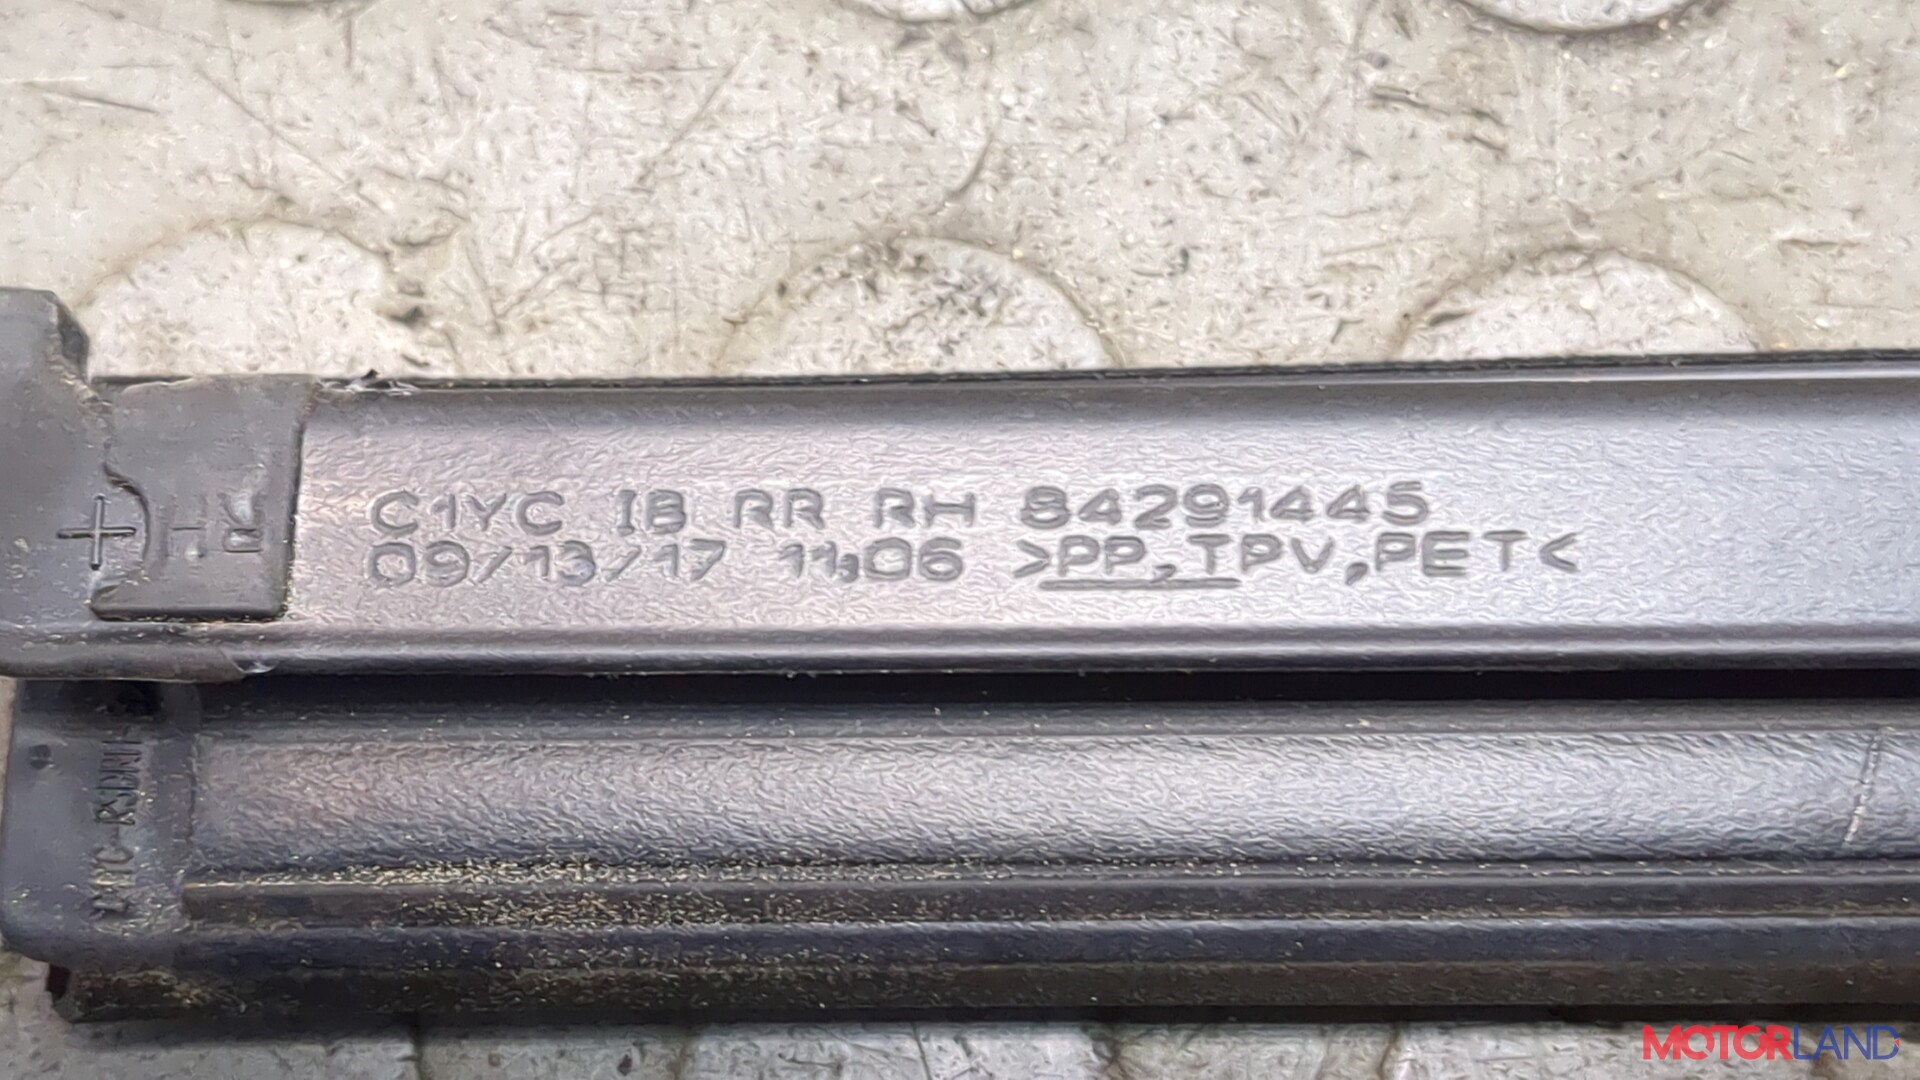 C1YC IB RR RH 84291445
09/13/17 11:06 >PP,TPV,PET<
RH
MOTORLAND